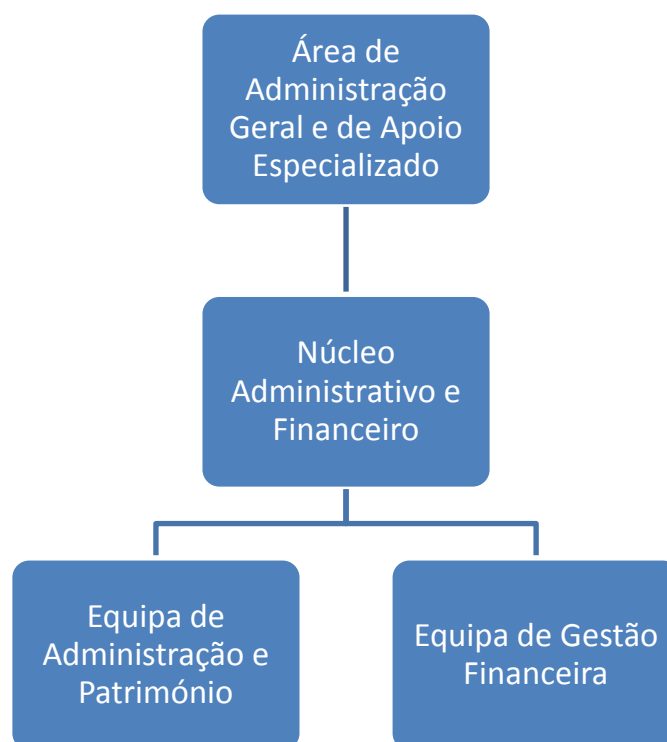 Área de
Administração
Geral e de Apoio
Especializado
Núcleo
Administrativo e
Financeiro
Equipa de
Administração e
Património
Equipa de Gestão
Financeira